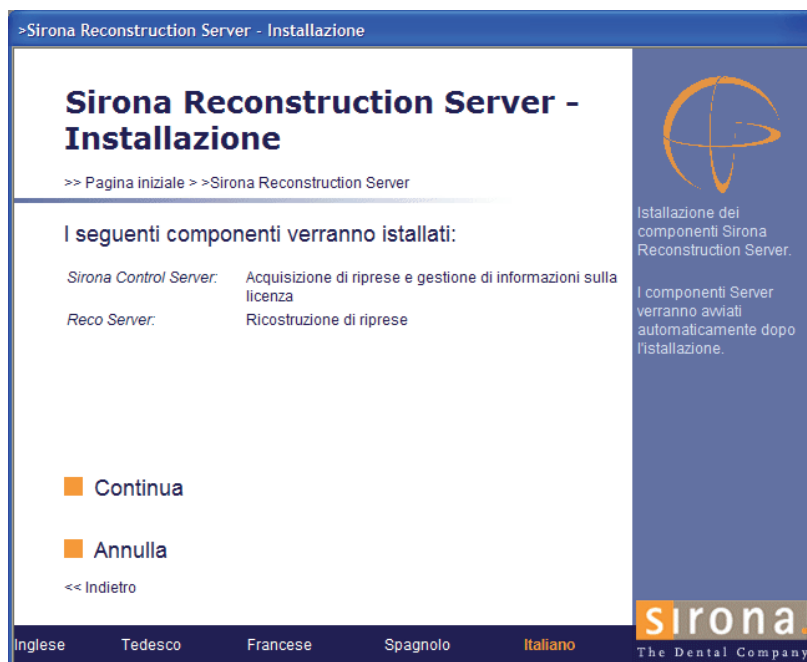 >Sirona Reconstruction Server - Installazione
Sirona Reconstruction Server -
Installazione
>> Pagina iniziale > >Sirona Reconstruction Server
I seguenti componenti verranno istallati:
Sirona Control Server: Acquisizione di riprese e gestione di informazioni sulla
licenza
Reco Server: Ricostruzione di riprese
Continua
Annulla
<< Indietro
Istallazione dei
componenti Sirona
Reconstruction Server.
I componenti Server
verranno avviati
automaticamente dopo
l'istallazione.
sirona.
The Dental Company
Inglese Tedesco Francese Spagnolo Italiano